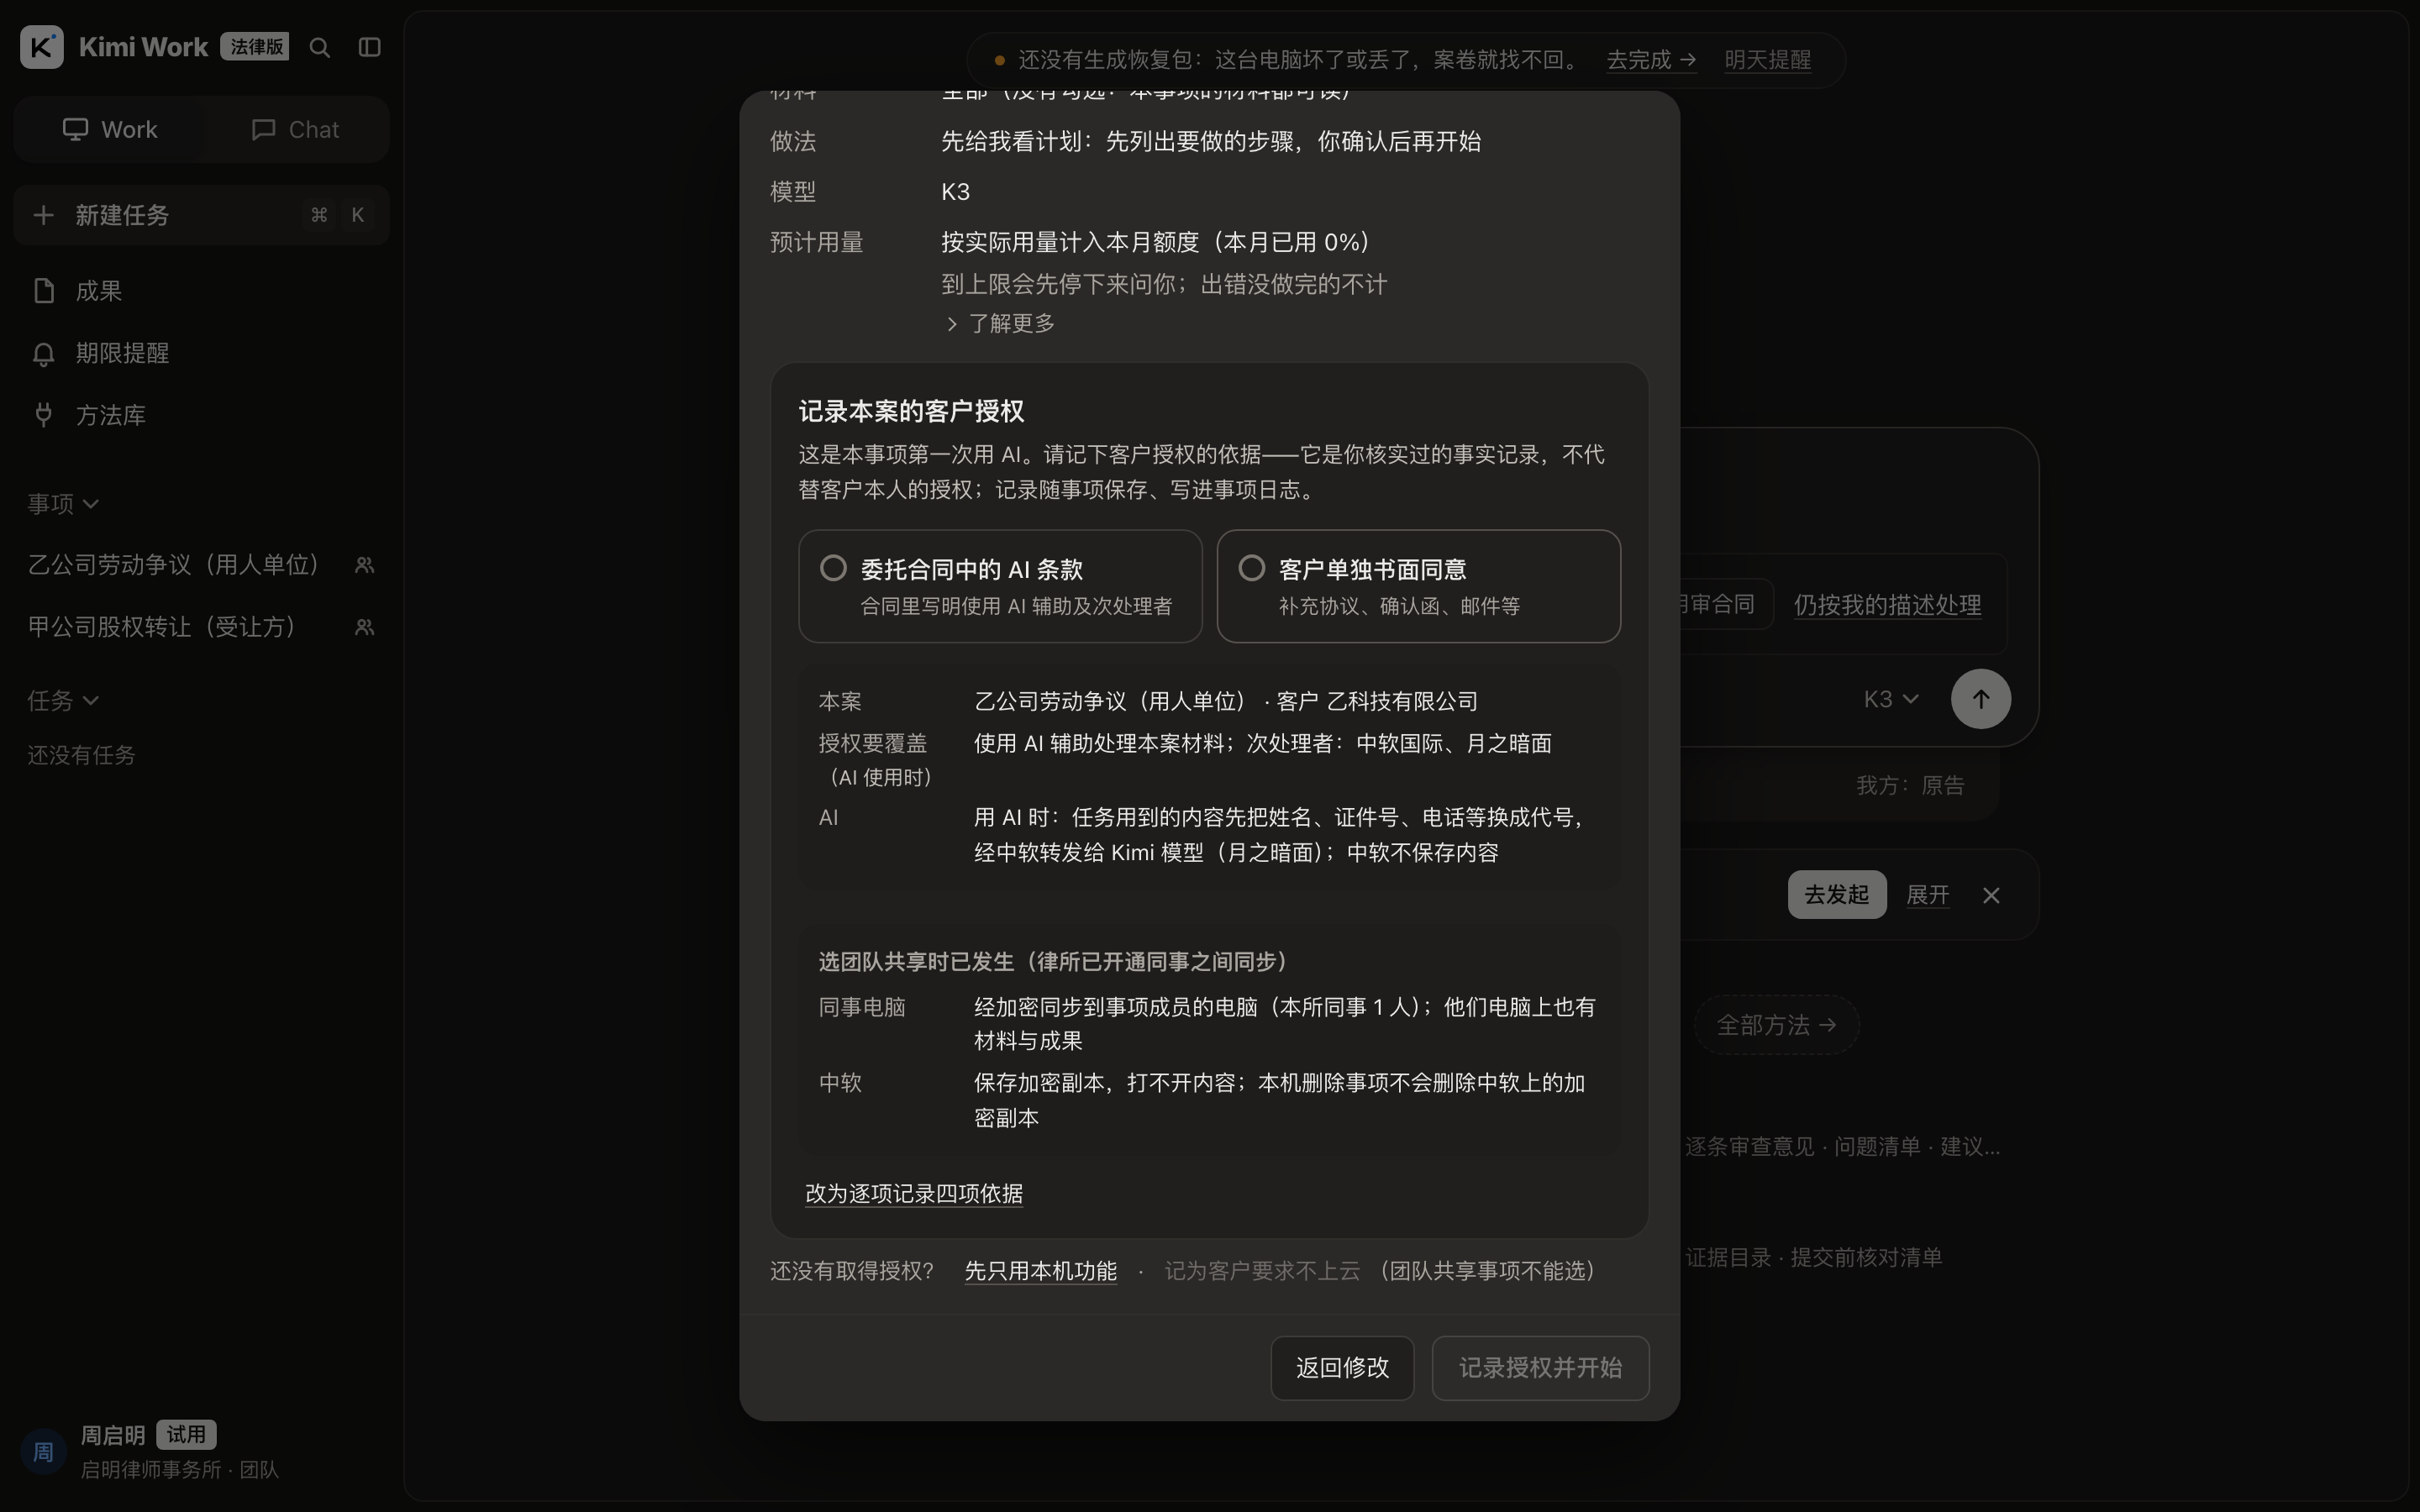 Kimi Work 法律版
Work
Chat
新建任务 ⌘ K
成果
期限提醒
方法库
事项
乙公司劳动争议（用人单位）
甲公司股权转让（受让方）
任务
还没有任务
周 周启明 试用
启明律师事务所 · 团队
还没有生成恢复包：这台电脑坏了或丢了，案卷就找不回。 去完成 → 明天提醒
材料 全部（没有勾选：本事项的材料都可读）
做法 先给我看计划：先列出要做的步骤，你确认后再开始
模型 K3
预计用量 按实际用量计入本月额度（本月已用 0%）
到上限会先停下来问你；出错没做完的不计
了解更多
记录本案的客户授权
这是本事项第一次用 AI。请记下客户授权的依据——它是你核实过的事实记录，不代
替客户本人的授权；记录随事项保存、写进事项日志。
委托合同中的 AI 条款
合同里写明使用 AI 辅助及次处理者
客户单独书面同意
补充协议、确认函、邮件等
本案 乙公司劳动争议（用人单位） · 客户 乙科技有限公司
授权要覆盖 使用 AI 辅助处理本案材料；次处理者：中软国际、月之暗面
（AI 使用时）
AI 用 AI 时：任务用到的内容先把姓名、证件号、电话等换成代号，
经中软转发给 Kimi 模型（月之暗面）；中软不保存内容
选团队共享时已发生（律所已开通同事之间同步）
同事电脑 经加密同步到事项成员的电脑（本所同事 1 人）；他们电脑上也有
材料与成果
中软 保存加密副本，打不开内容；本机删除事项不会删除中软上的加
密副本
改为逐项记录四项依据
还没有取得授权？ 先只用本机功能 · 记为客户要求不上云 （团队共享事项不能选）
返回修改 记录授权并开始
审合同 仍按我的描述处理
K3
我方：原告
去发起 展开
全部方法 →
逐条审查意见 · 问题清单 · 建议...
证据目录 · 提交前核对清单